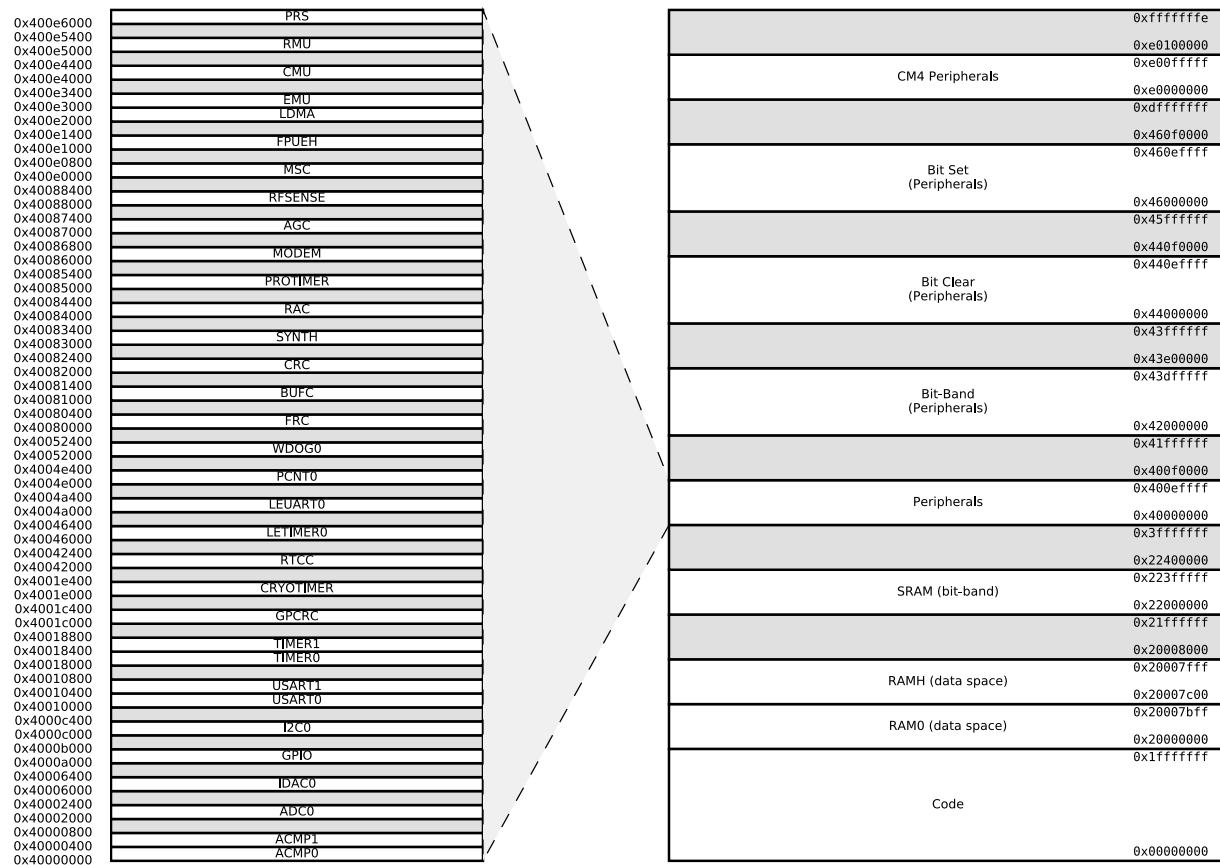 PRS
0x400e6000
0x400e5400
RMU
0x400e5000
0x400e4400
CMU
0x400e4000
0x400e3400
EMU
0x400e3000
LDMA
0x400e2000
0x400e1400
FPUEH
0x400e1000
0x400e0800
MSC
0x400e0000
0x40088400
RFSENSE
0x40088000
0x40087400
AGC
0x40087000
0x40086800
MODEM
0x40086000
0x40085400
PROTIMER
0x40085000
0x40084400
RAC
0x40084000
0x40083400
SYNTH
0x40083000
0x40082400
CRC
0x40082000
0x40081400
BUFC
0x40081000
0x40080400
FRC
0x40080000
0x40052400
WDOG0
0x40052000
0x4004e400
PCNT0
0x4004e000
0x4004a400
LEUART0
0x4004a000
0x40046400
LETIMER0
0x40046000
0x40042400
RTCC
0x40042000
0x4001e400
CRYOTIMER
0x4001e000
0x4001c400
GPCRC
0x4001c000
0x40018800
TIMER1
0x40018400
TIMER0
0x40018000
0x40010800
USART1
0x40010400
USART0
0x40010000
0x4000c400
I2C0
0x4000c000
0x4000b000
GPIO
0x4000a000
0x40006400
IDAC0
0x40006000
0x40002400
ADC0
0x40002000
0x40000800
ACMP1
0x40000400
ACMP0
0x40000000
0xfffffffe
0xe0100000
0xe00fffff
CM4 Peripherals
0xe0000000
0xdfffffff
0x460f0000
0x460effff
Bit Set
(Peripherals)
0x46000000
0x45ffffff
0x440f0000
0x440effff
Bit Clear
(Peripherals)
0x44000000
0x43ffffff
0x43e00000
0x43dfffff
Bit-Band
(Peripherals)
0x42000000
0x41ffffff
0x400f0000
0x400effff
Peripherals
0x40000000
0x3fffffff
0x22400000
0x223fffff
SRAM (bit-band)
0x22000000
0x21ffffff
0x20008000
0x20007fff
RAMH (data space)
0x20007c00
0x20007bff
RAM0 (data space)
0x20000000
0x1fffffff
Code
0x00000000